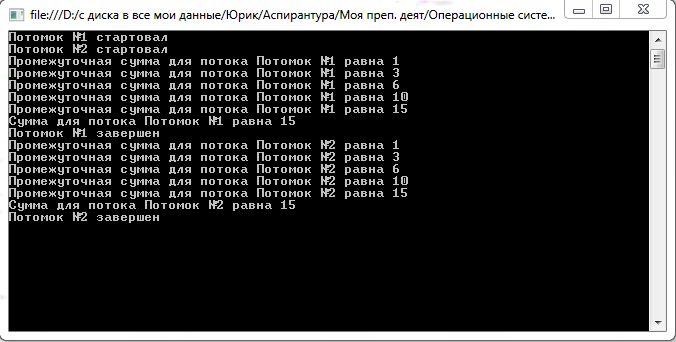 file:///D:/с диска в все мои данные/Юрик/Аспирантура/Моя преп. деят/Операционные систе...
Потомок №1 стартовал
Потомок №2 стартовал
Промежуточная сумма для потока Потомок №1 равна 1
Промежуточная сумма для потока Потомок №1 равна 3
Промежуточная сумма для потока Потомок №1 равна 6
Промежуточная сумма для потока Потомок №1 равна 10
Промежуточная сумма для потока Потомок №1 равна 15
Сумма для потока Потомок №1 равна 15
Потомок №1 завершен
Промежуточная сумма для потока Потомок №2 равна 1
Промежуточная сумма для потока Потомок №2 равна 3
Промежуточная сумма для потока Потомок №2 равна 6
Промежуточная сумма для потока Потомок №2 равна 10
Промежуточная сумма для потока Потомок №2 равна 15
Сумма для потока Потомок №2 равна 15
Потомок №2 завершен